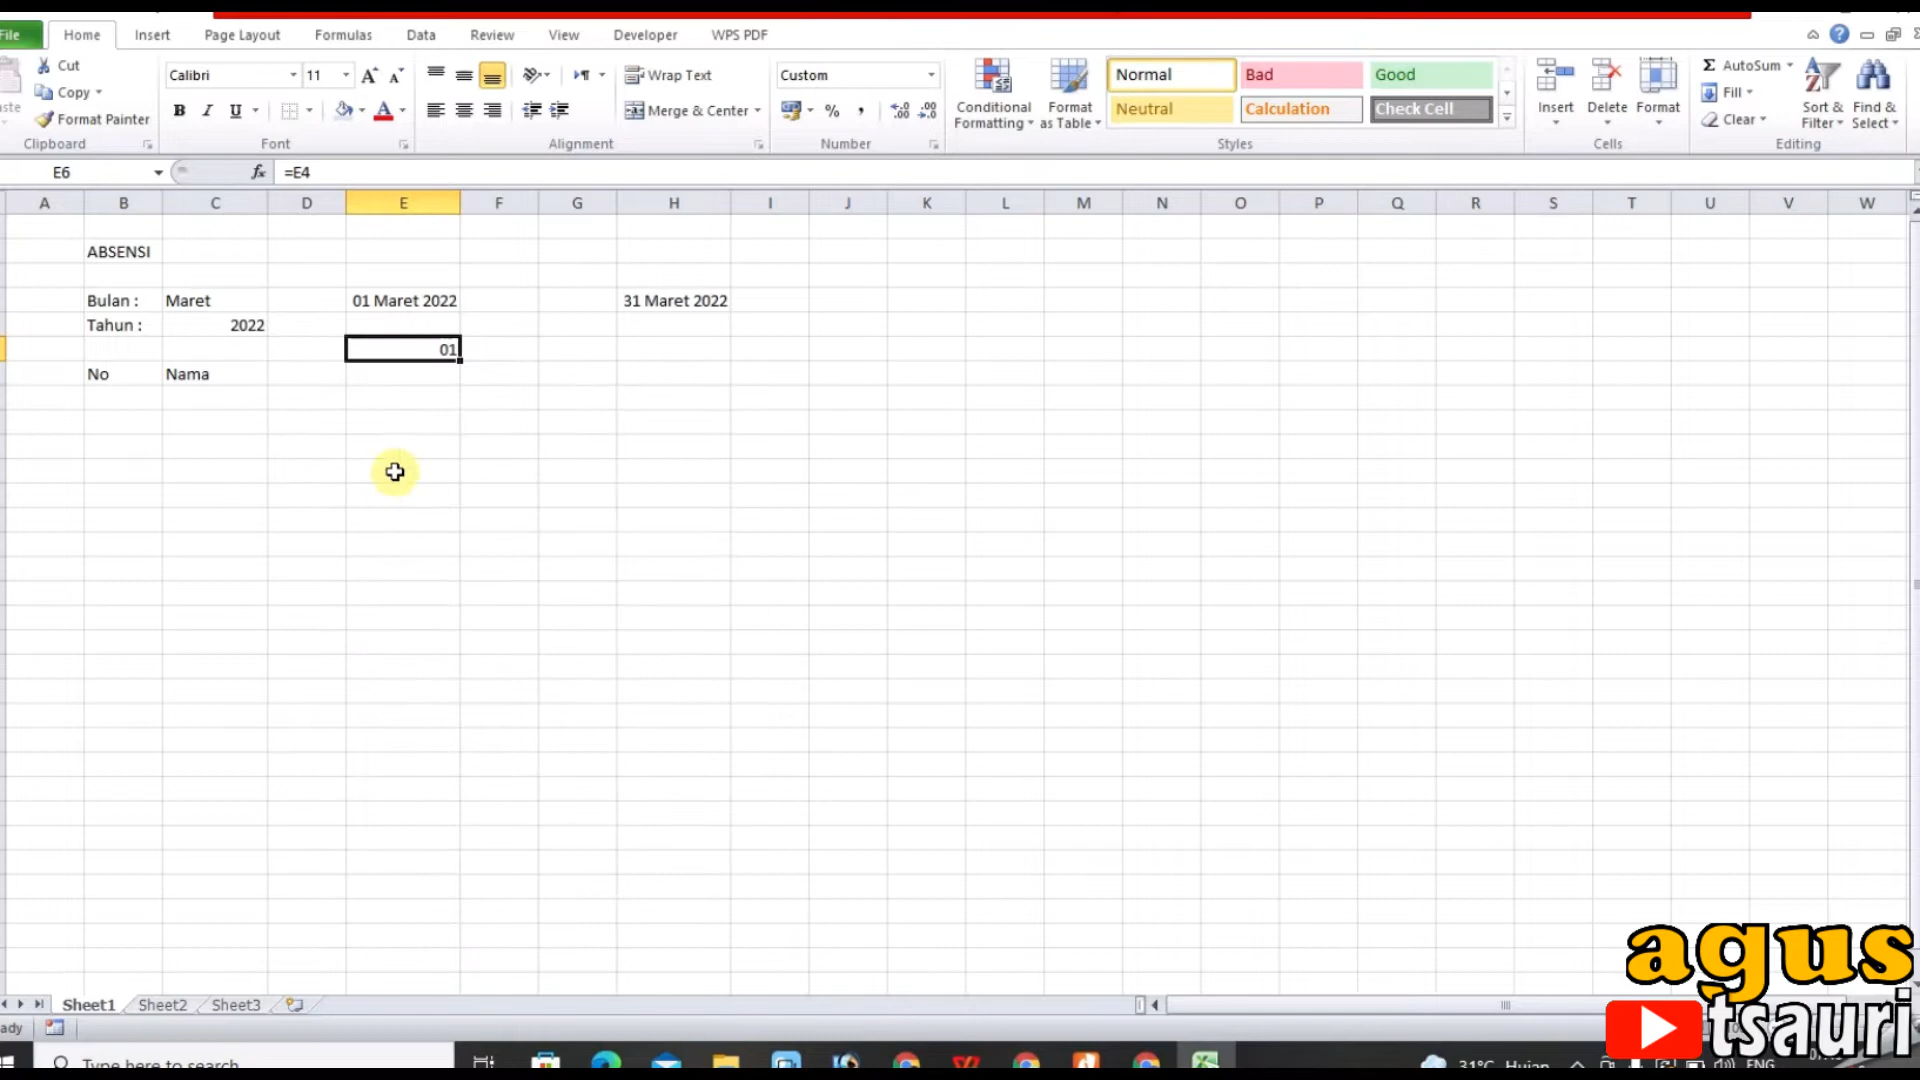 File Home Insert Page Layout Formulas Data Review View Developer WPS PDF
Cut
Calibri 11 Wrap Text Custom Normal Bad Good AutoSum
Copy Fill
Format Painter B I U Merge & Center % , Conditional Formatting Format as Table Neutral Calculation Check Cell Insert Delete Format Clear Sort & Filter Find & Select
Clipboard Font Alignment Number Styles Cells Editing
E6 fx =E4
A B C D E F G H I J K L M N O P Q R S T U V W
ABSENSI
Bulan : Maret 01 Maret 2022 31 Maret 2022
Tahun : 2022
01
No Nama
agus
tsauri
Sheet1 Sheet2 Sheet3
Type here to search 31°C Hujan ENG